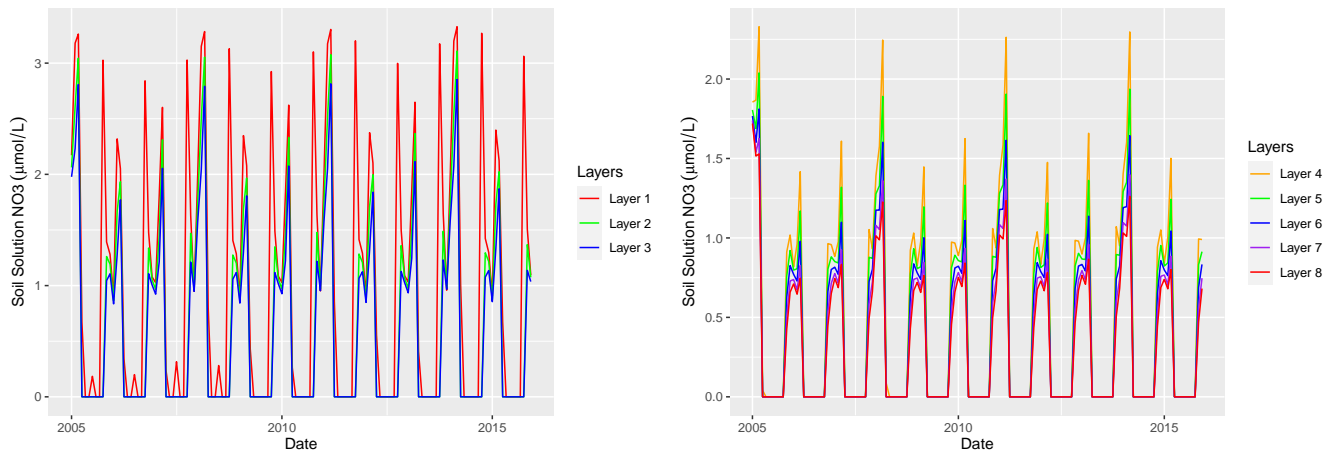 Soil Solution NO3 (μmol/L)
3
2
1
0
2005
2010
2015
Date
Layers
Layer 1
Layer 2
Layer 3
Soil Solution NO3 (μmol/L)
2.0
1.5
1.0
0.5
0.0
2005
2010
2015
Date
Layers
Layer 4
Layer 5
Layer 6
Layer 7
Layer 8